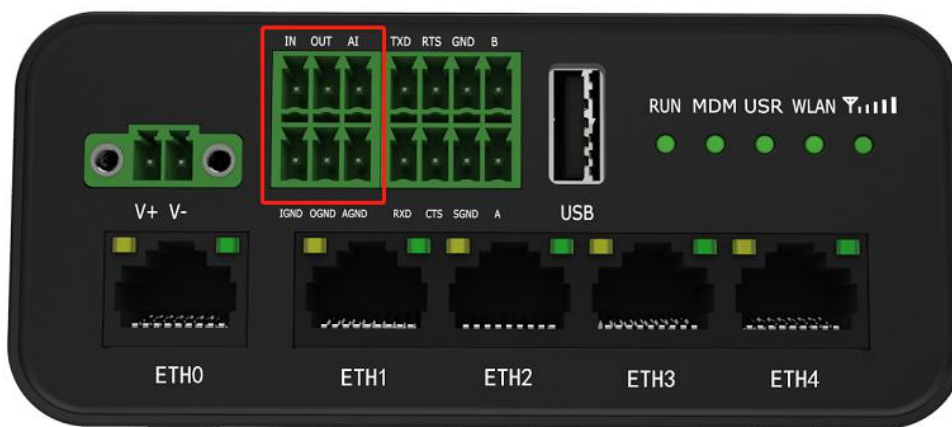 IN OUT AI TXD RTS GND B
RUN MDM USR WLAN
IGND OGND AGND RXD CTS SGND A
V+ V-
USB
ETH0 ETH1 ETH2 ETH3 ETH4